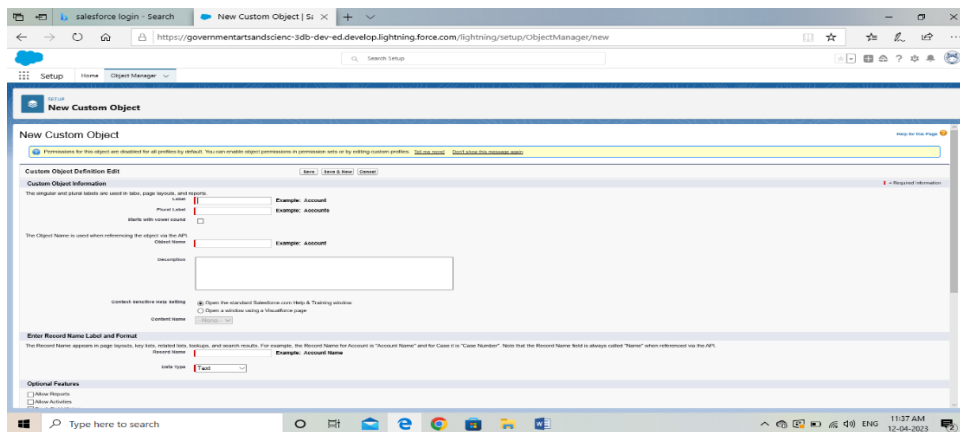 salesforce login - Search
New Custom Object | Sa
https://governmentartsandscienc-3db-dev-ed.develop.lightning.force.com/lightning/setup/ObjectManager/new
Search Setup
Setup Home Object Manager
SETUP
New Custom Object
New Custom Object
Help for this Page
Permissions for this object are disabled for all profiles by default. You can enable object permissions in permission sets or by editing custom profiles. Tell me more! Don't show this message again
Custom Object Definition Edit Save Save & New Cancel
Custom Object Information = Required Information
The singular and plural labels are used in tabs, page layouts, and reports.
Label Example: Account
Plural Label Example: Accounts
Starts with vowel sound
The Object Name is used when referencing the object via the API.
Object Name Example: Account
Description
Context-Sensitive Help Setting Open the standard Salesforce.com Help & Training window
Open a window using a Visualforce page
Content Name --None--
Enter Record Name Label and Format
The Record Name appears in page layouts, key lists, related lists, lookups, and search results. For example, the Record Name for Account is "Account Name" and for Case it is "Case Number". Note that the Record Name field is always called "Name" when referenced via the API.
Record Name Example: Account Name
Data Type Text
Optional Features
Allow Reports
Allow Activities
Type here to search
ENG
11:37 AM
12-04-2023